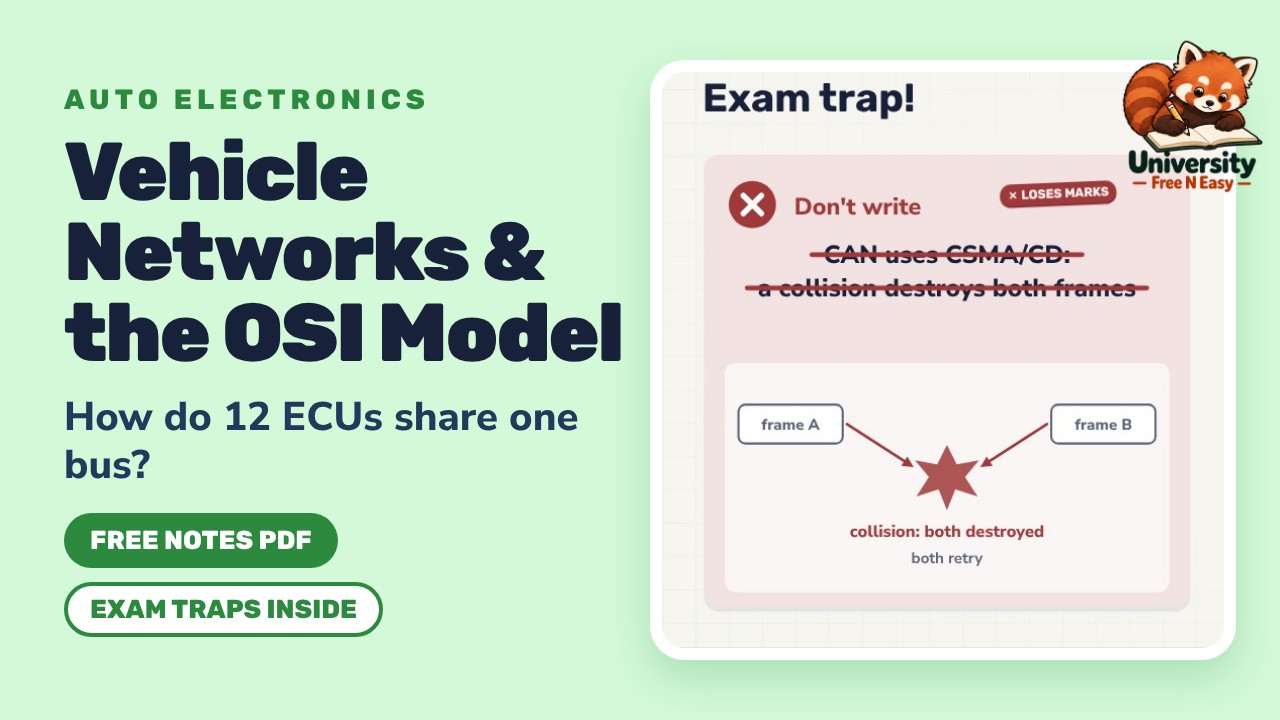 AUTO ELECTRONICS
Vehicle
Networks &
the OSI Model
How do 12 ECUs share one
bus?
FREE NOTES PDF
EXAM TRAPS INSIDE
Exam trap!
Don't write
× LOSES MARKS
CAN uses CSMA/CD:
a collision destroys both frames
frame A
frame B
collision: both destroyed
both retry
University
Free N Easy